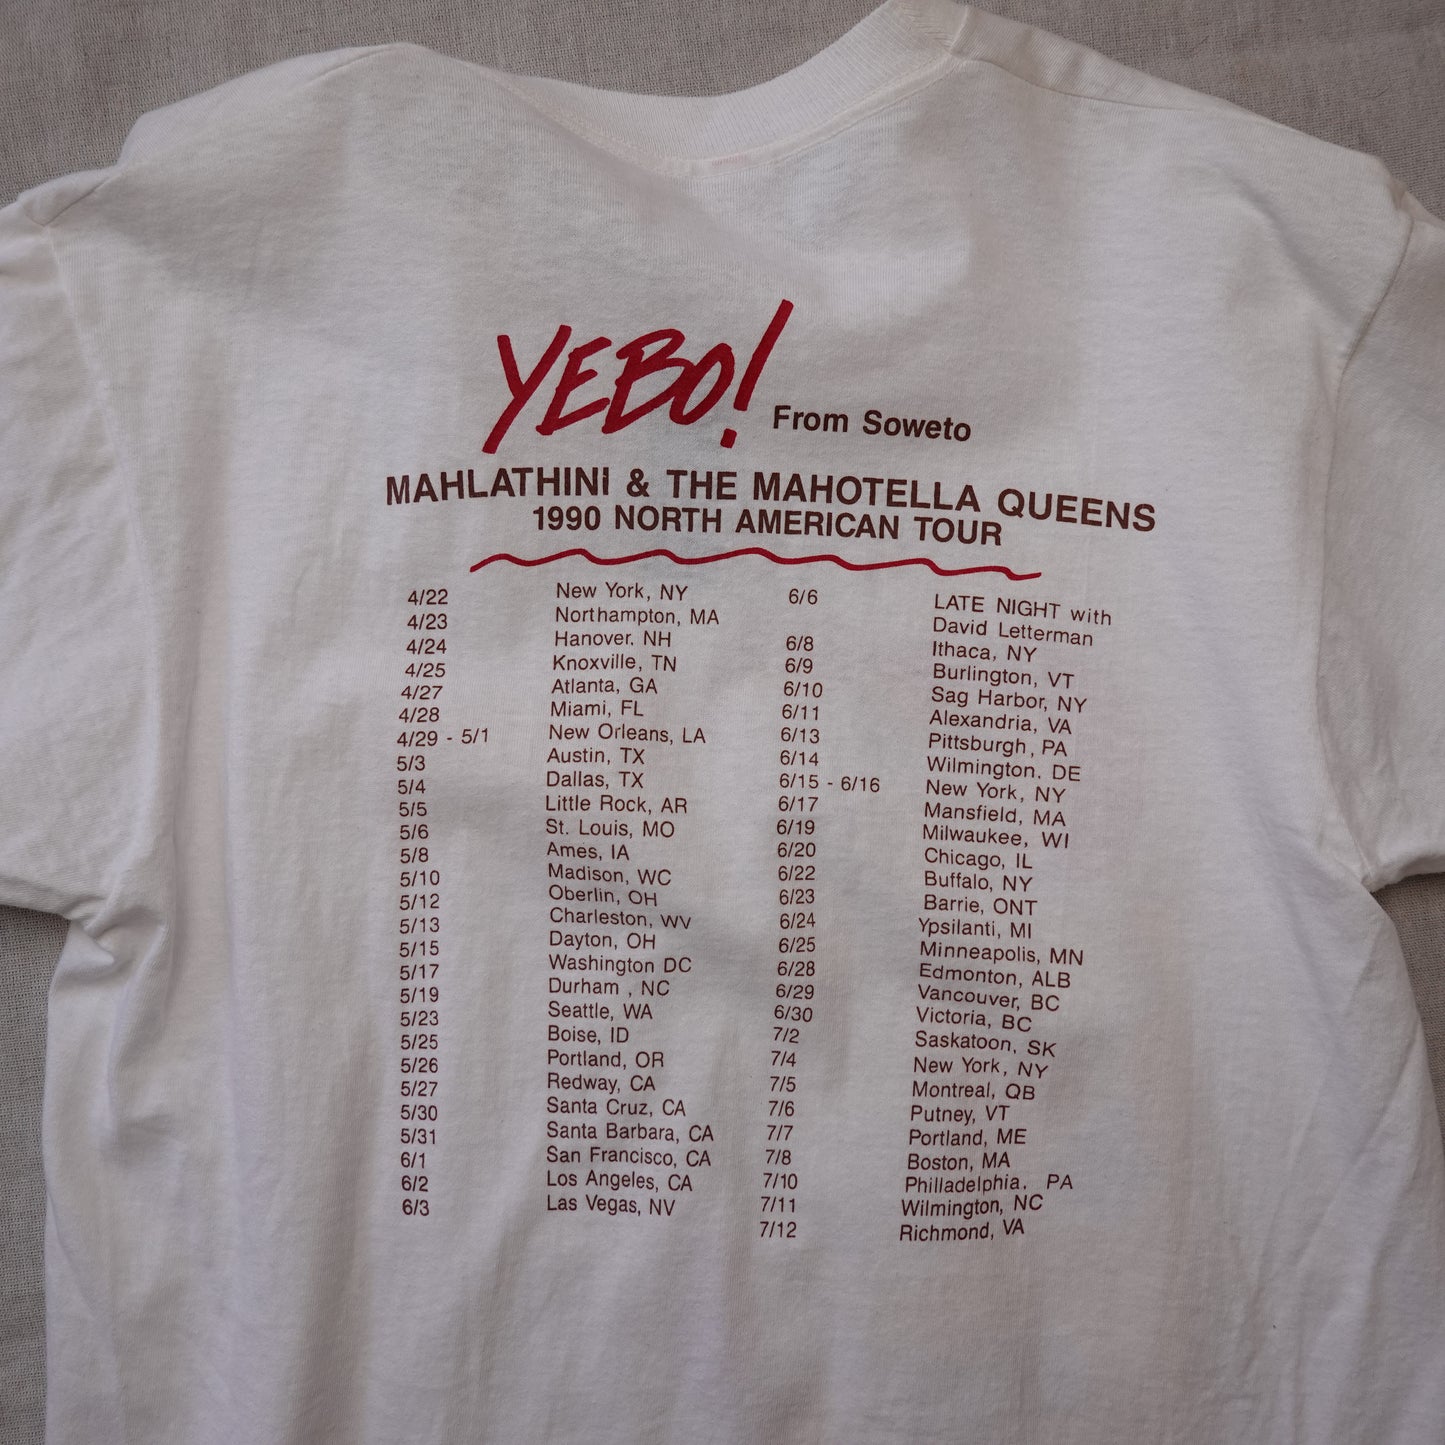 YEBO! From Soweto
MAHLATHINI & THE MAHOTELLA QUEENS
1990 NORTH AMERICAN TOUR
4/22 New York, NY
4/23 Northampton, MA
4/24 Hanover. NH
4/25 Knoxville, TN
4/27 Atlanta, GA
4/28 Miami, FL
4/29 - 5/1 New Orleans, LA
5/3 Austin, TX
5/4 Dallas, TX
5/5 Little Rock, AR
5/6 St. Louis, MO
5/8 Ames, IA
5/10 Madison, WC
5/12 Oberlin, OH
5/13 Charleston, WV
5/15 Dayton, OH
5/17 Washington DC
5/19 Durham , NC
5/23 Seattle, WA
5/25 Boise, ID
5/26 Portland, OR
5/27 Redway, CA
5/30 Santa Cruz, CA
5/31 Santa Barbara, CA
6/1 San Francisco, CA
6/2 Los Angeles, CA
6/3 Las Vegas, NV
6/6 LATE NIGHT with
David Letterman
6/8 Ithaca, NY
6/9 Burlington, VT
6/10 Sag Harbor, NY
6/11 Alexandria, VA
6/13 Pittsburgh, PA
6/14 Wilmington. DE
6/15 - 6/16 New York, NY
6/17 Mansfield, MA
6/19 Milwaukee, WI
6/20 Chicago, IL
6/22 Buffalo, NY
6/23 Barrie, ONT
6/24 Ypsilanti, MI
6/25 Minneapolis, MN
6/28 Edmonton, ALB
6/29 Vancouver, BC
6/30 Victoria, BC
7/2 Saskatoon, SK
7/4 New York, NY
7/5 Montreal, QB
7/6 Putney, VT
7/7 Portland, ME
7/8 Boston, MA
7/10 Philladelphia. PA
7/11 Wilmington, NC
7/12 Richmond, VA